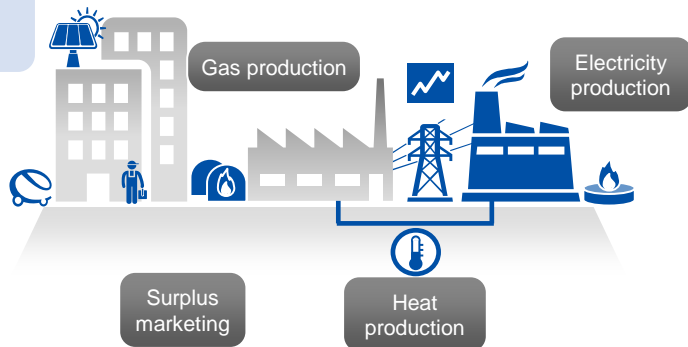 Gas production
Electricity
production
Surplus
marketing
Heat
production